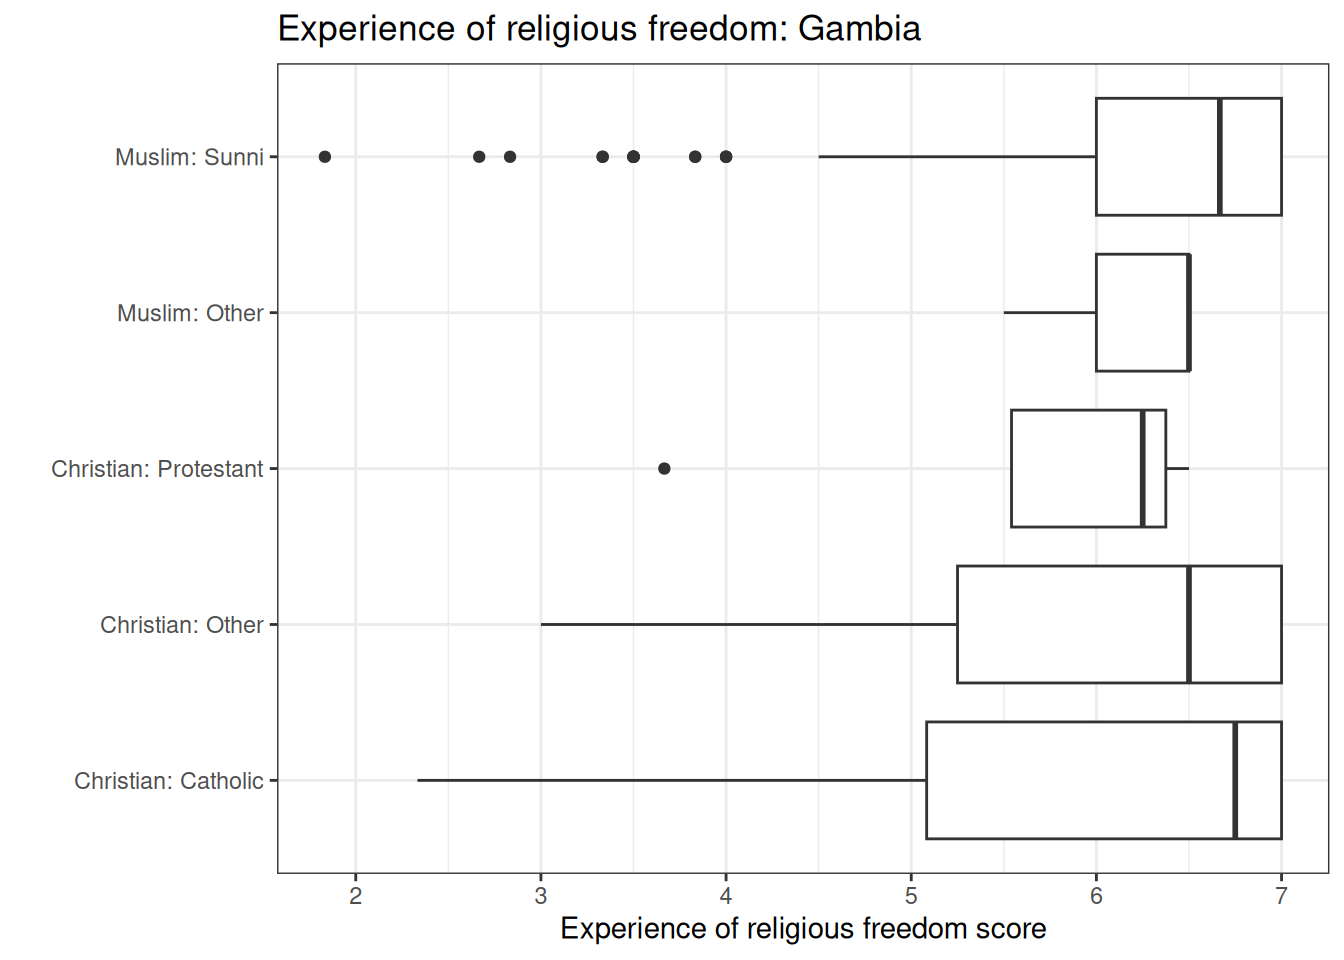 Experience of religious freedom: Gambia
Muslim: Sunni
Muslim: Other
Christian: Protestant
Christian: Other
Christian: Catholic
2 3 4 5 6 7
Experience of religious freedom score